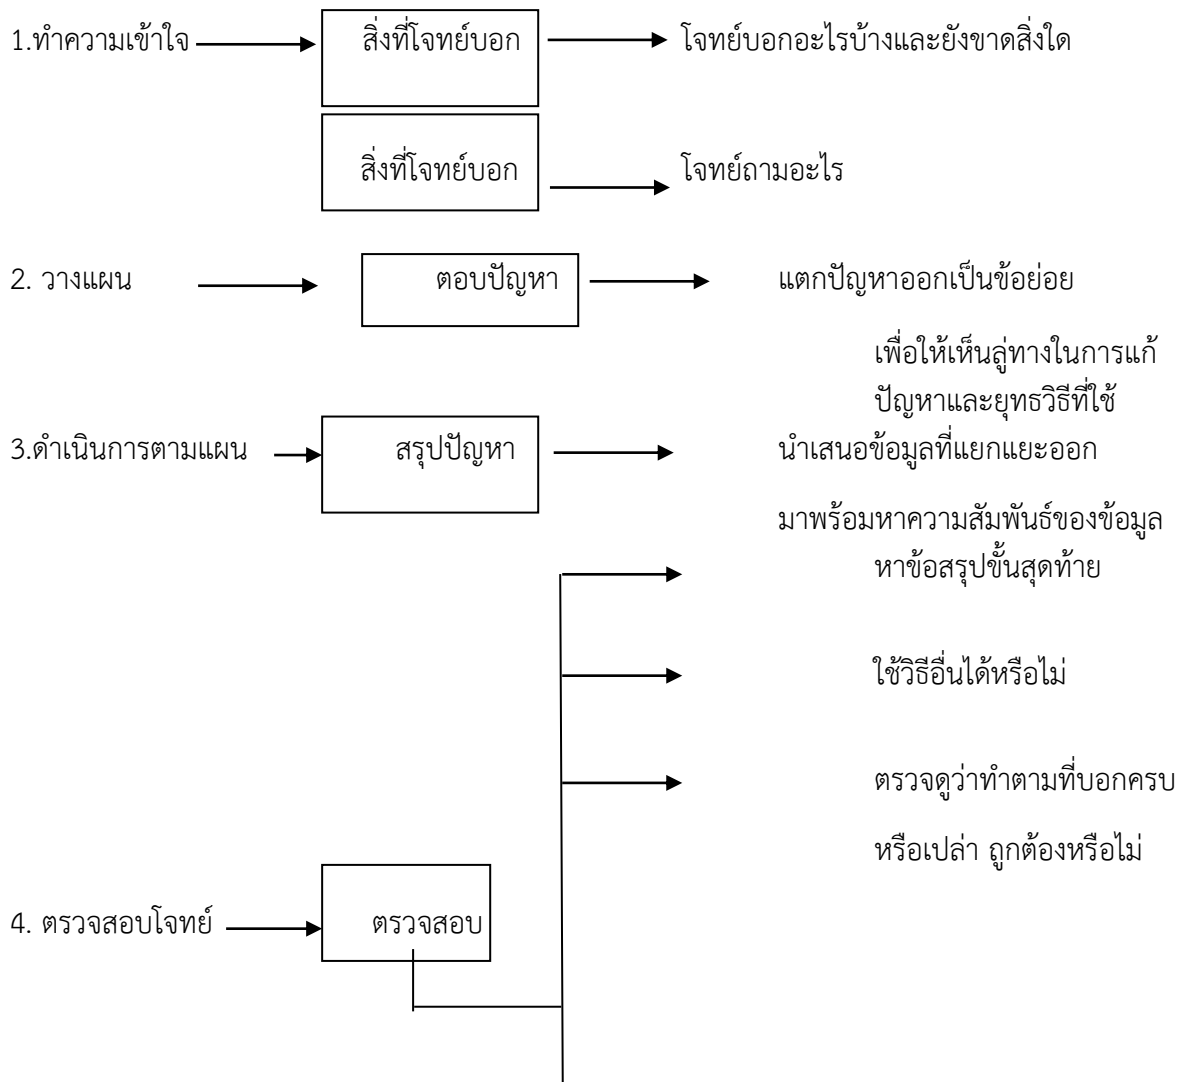 1.ทำความเข้าใจ สิ่งที่โจทย์บอก โจทย์บอกอะไรบ้างและยังขาดสิ่งใด
สิ่งที่โจทย์บอก โจทย์ถามอะไร
2. วางแผน ตอบปัญหา แตกปัญหาออกเป็นข้อย่อย
เพื่อให้เห็นลู่ทางในการแก้
ปัญหาและยุทธวิธีที่ใช้
3.ดำเนินการตามแผน สรุปปัญหา นำเสนอข้อมูลที่แยกแยะออก
มาพร้อมหาความสัมพันธ์ของข้อมูล
หาข้อสรุปขั้นสุดท้าย
ใช้วิธีอื่นได้หรือไม่
ตรวจดูว่าทำตามที่บอกครบ
หรือเปล่า ถูกต้องหรือไม่
4. ตรวจสอบโจทย์ ตรวจสอบ